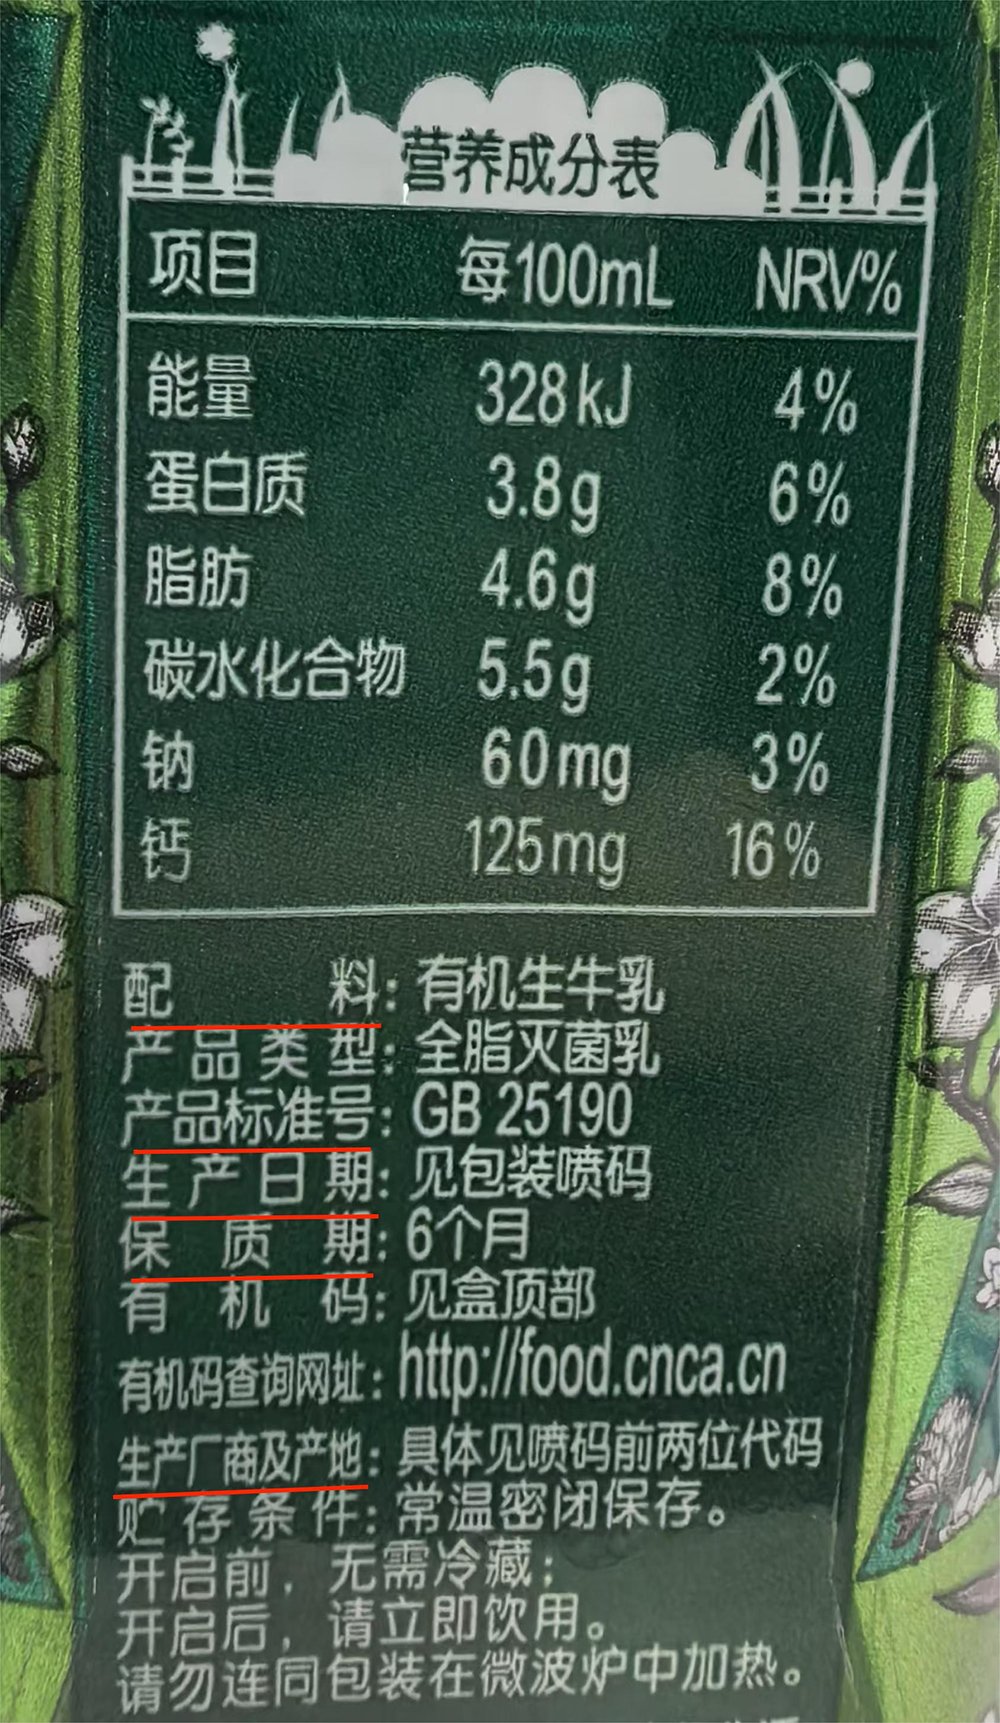 营养成分表
项目 每100mL NRV%
能量 328kJ 4%
蛋白质 3.8g 6%
脂肪 4.6g 8%
碳水化合物 5.5g 2%
钠 60mg 3%
钙 125mg 16%
配料：有机生牛乳
产品类型：全脂灭菌乳
产品标准号：GB 25190
生产日期：见包装喷码
保质期：6个月
有机码：见盒顶部
有机码查询网址：http://food.cnca.cn
生产厂商及产地：具体见喷码前两位代码
贮存条件：常温密闭保存。
开启前，无需冷藏；
开启后，请立即饮用。
请勿连同包装在微波炉中加热。